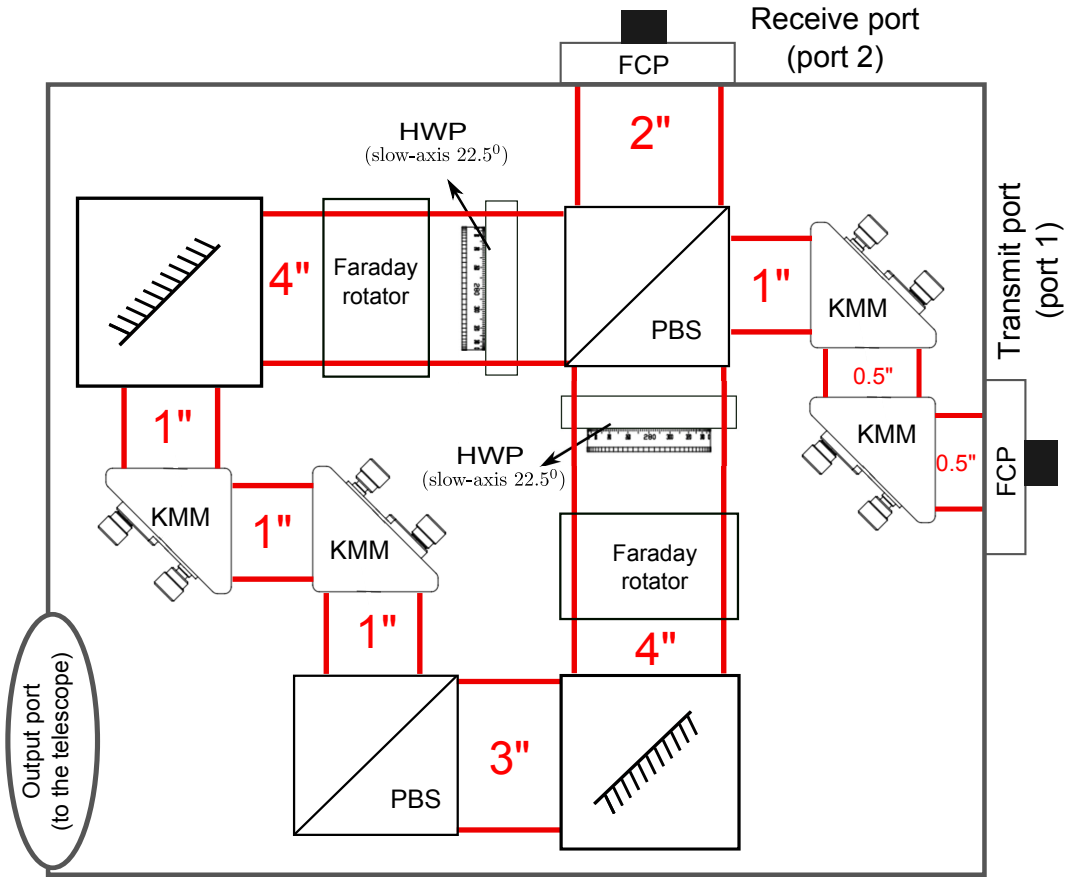 Receive port
(port 2)
FCP
2"
HWP
(slow-axis 22.5⁰)
Transmit port
(port 1)
4"
Faraday
rotator
280
PBS
1"
KMM
0.5"
KMM
0.5"
FCP
1"
280
HWP
(slow-axis 22.5⁰)
KMM
1"
KMM
Faraday
rotator
1"
4"
Output port
(to the telescope)
PBS
3"